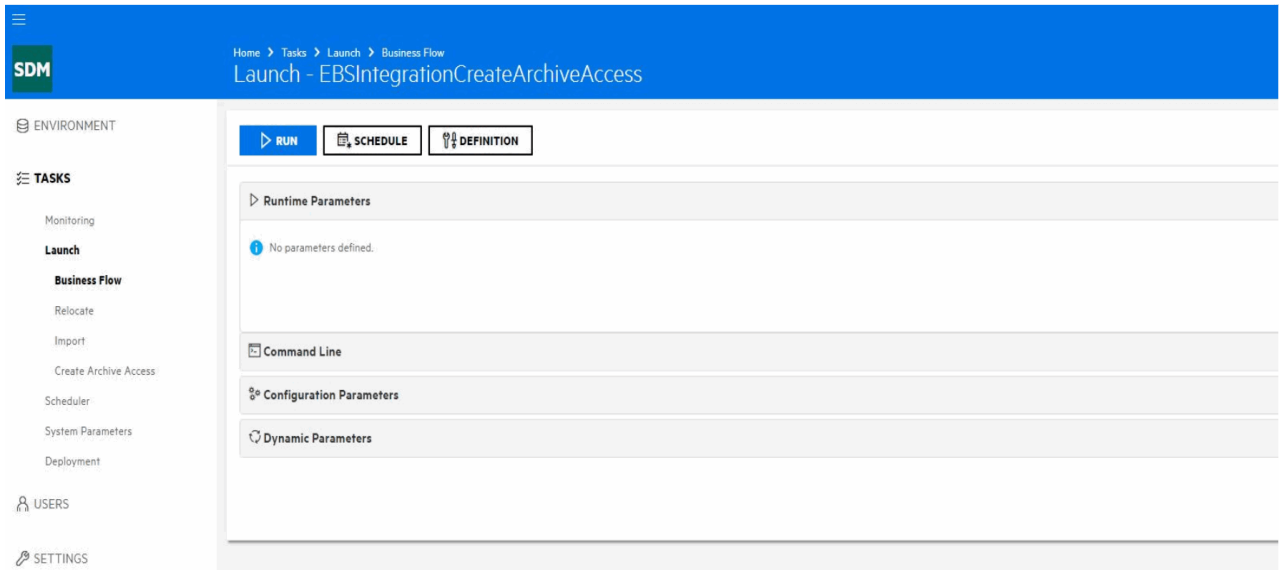 Home > Tasks > Launch > Business Flow
SDM
Launch - EBSIntegrationCreateArchiveAccess
ENVIRONMENT
RUN
SCHEDULE
DEFINITION
TASKS
Runtime Parameters
Monitoring
No parameters defined.
Launch
Business Flow
Relocate
Import
Command Line
Create Archive Access
Configuration Parameters
Scheduler
System Parameters
Dynamic Parameters
Deployment
USERS
SETTINGS